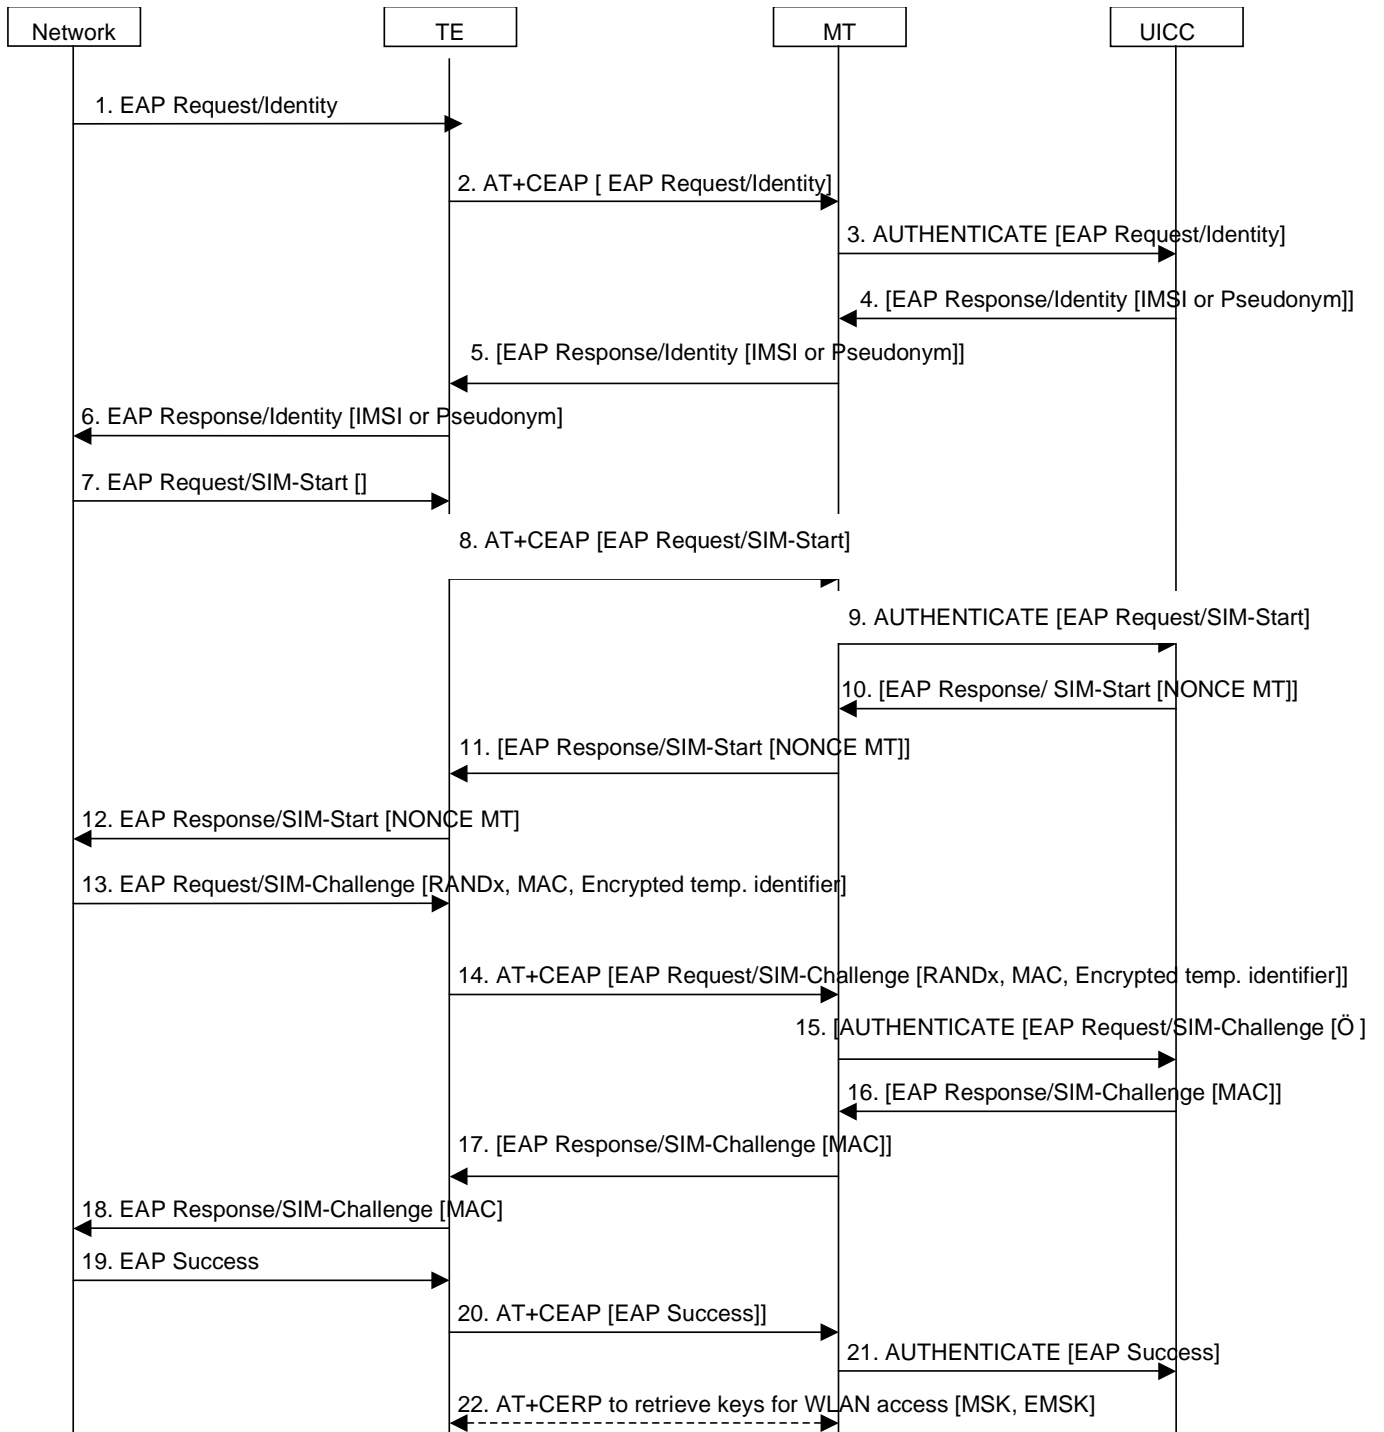 Network
TE
MT
UICC
1. EAP Request/Identity
2. AT+CEAP [ EAP Request/Identity]
3. AUTHENTICATE [EAP Request/Identity]
4. [EAP Response/Identity [IMSI or Pseudonym]]
5. [EAP Response/Identity [IMSI or Pseudonym]]
6. EAP Response/Identity [IMSI or Pseudonym]
7. EAP Request/SIM-Start []
8. AT+CEAP [EAP Request/SIM-Start]
9. AUTHENTICATE [EAP Request/SIM-Start]
10. [EAP Response/ SIM-Start [NONCE MT]]
11. [EAP Response/SIM-Start [NONCE MT]]
12. EAP Response/SIM-Start [NONCE MT]
13. EAP Request/SIM-Challenge [RANDx, MAC, Encrypted temp. identifier]
14. AT+CEAP [EAP Request/SIM-Challenge [RANDx, MAC, Encrypted temp. identifier]]
15. [AUTHENTICATE [EAP Request/SIM-Challenge [Ö ]
16. [EAP Response/SIM-Challenge [MAC]]
17. [EAP Response/SIM-Challenge [MAC]]
18. EAP Response/SIM-Challenge [MAC]
19. EAP Success
20. AT+CEAP [EAP Success]]
21. AUTHENTICATE [EAP Success]
22. AT+CERP to retrieve keys for WLAN access [MSK, EMSK]